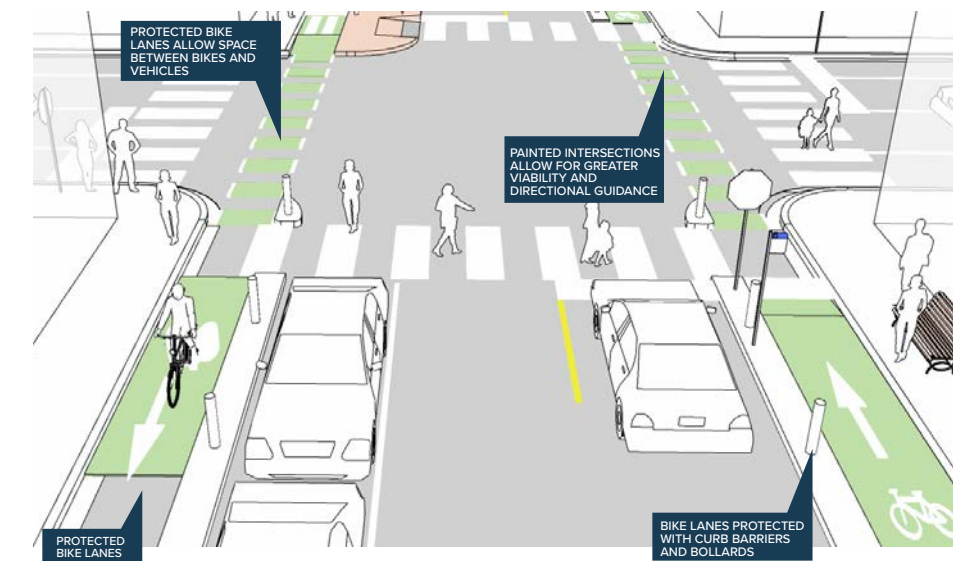 PROTECTED BIKE
LANES ALLOW SPACE
BETWEEN BIKES AND
VEHICLES
PAINTED INTERSECTIONS
ALLOW FOR GREATER
VIABILITY AND
DIRECTIONAL GUIDANCE
PROTECTED
BIKE LANES
BIKE LANES PROTECTED
WITH CURB BARRIERS
AND BOLLARDS